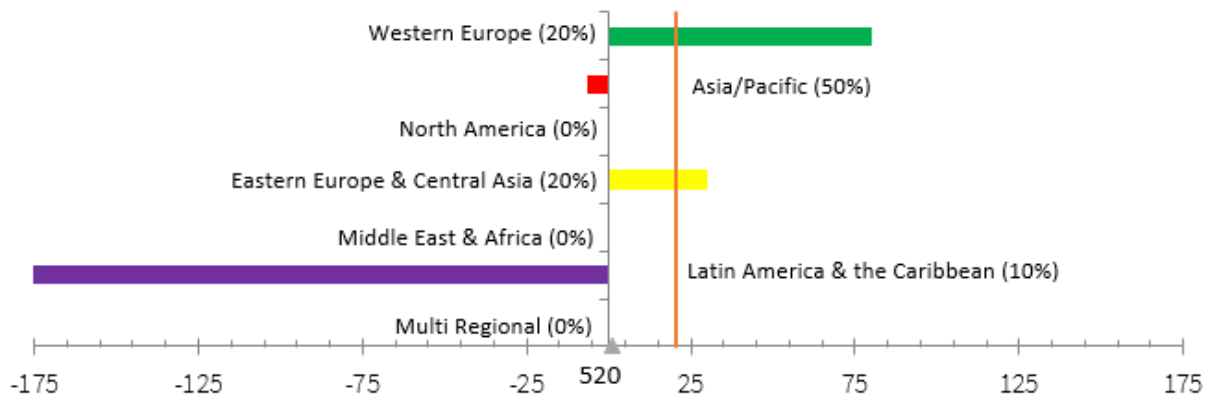 Western Europe (20%)
Asia/Pacific (50%)
North America (0%)
Eastern Europe & Central Asia (20%)
Middle East & Africa (0%)
Latin America & the Caribbean (10%)
Multi Regional (0%)
-175 -125 -75 -25 520 25 75 125 175